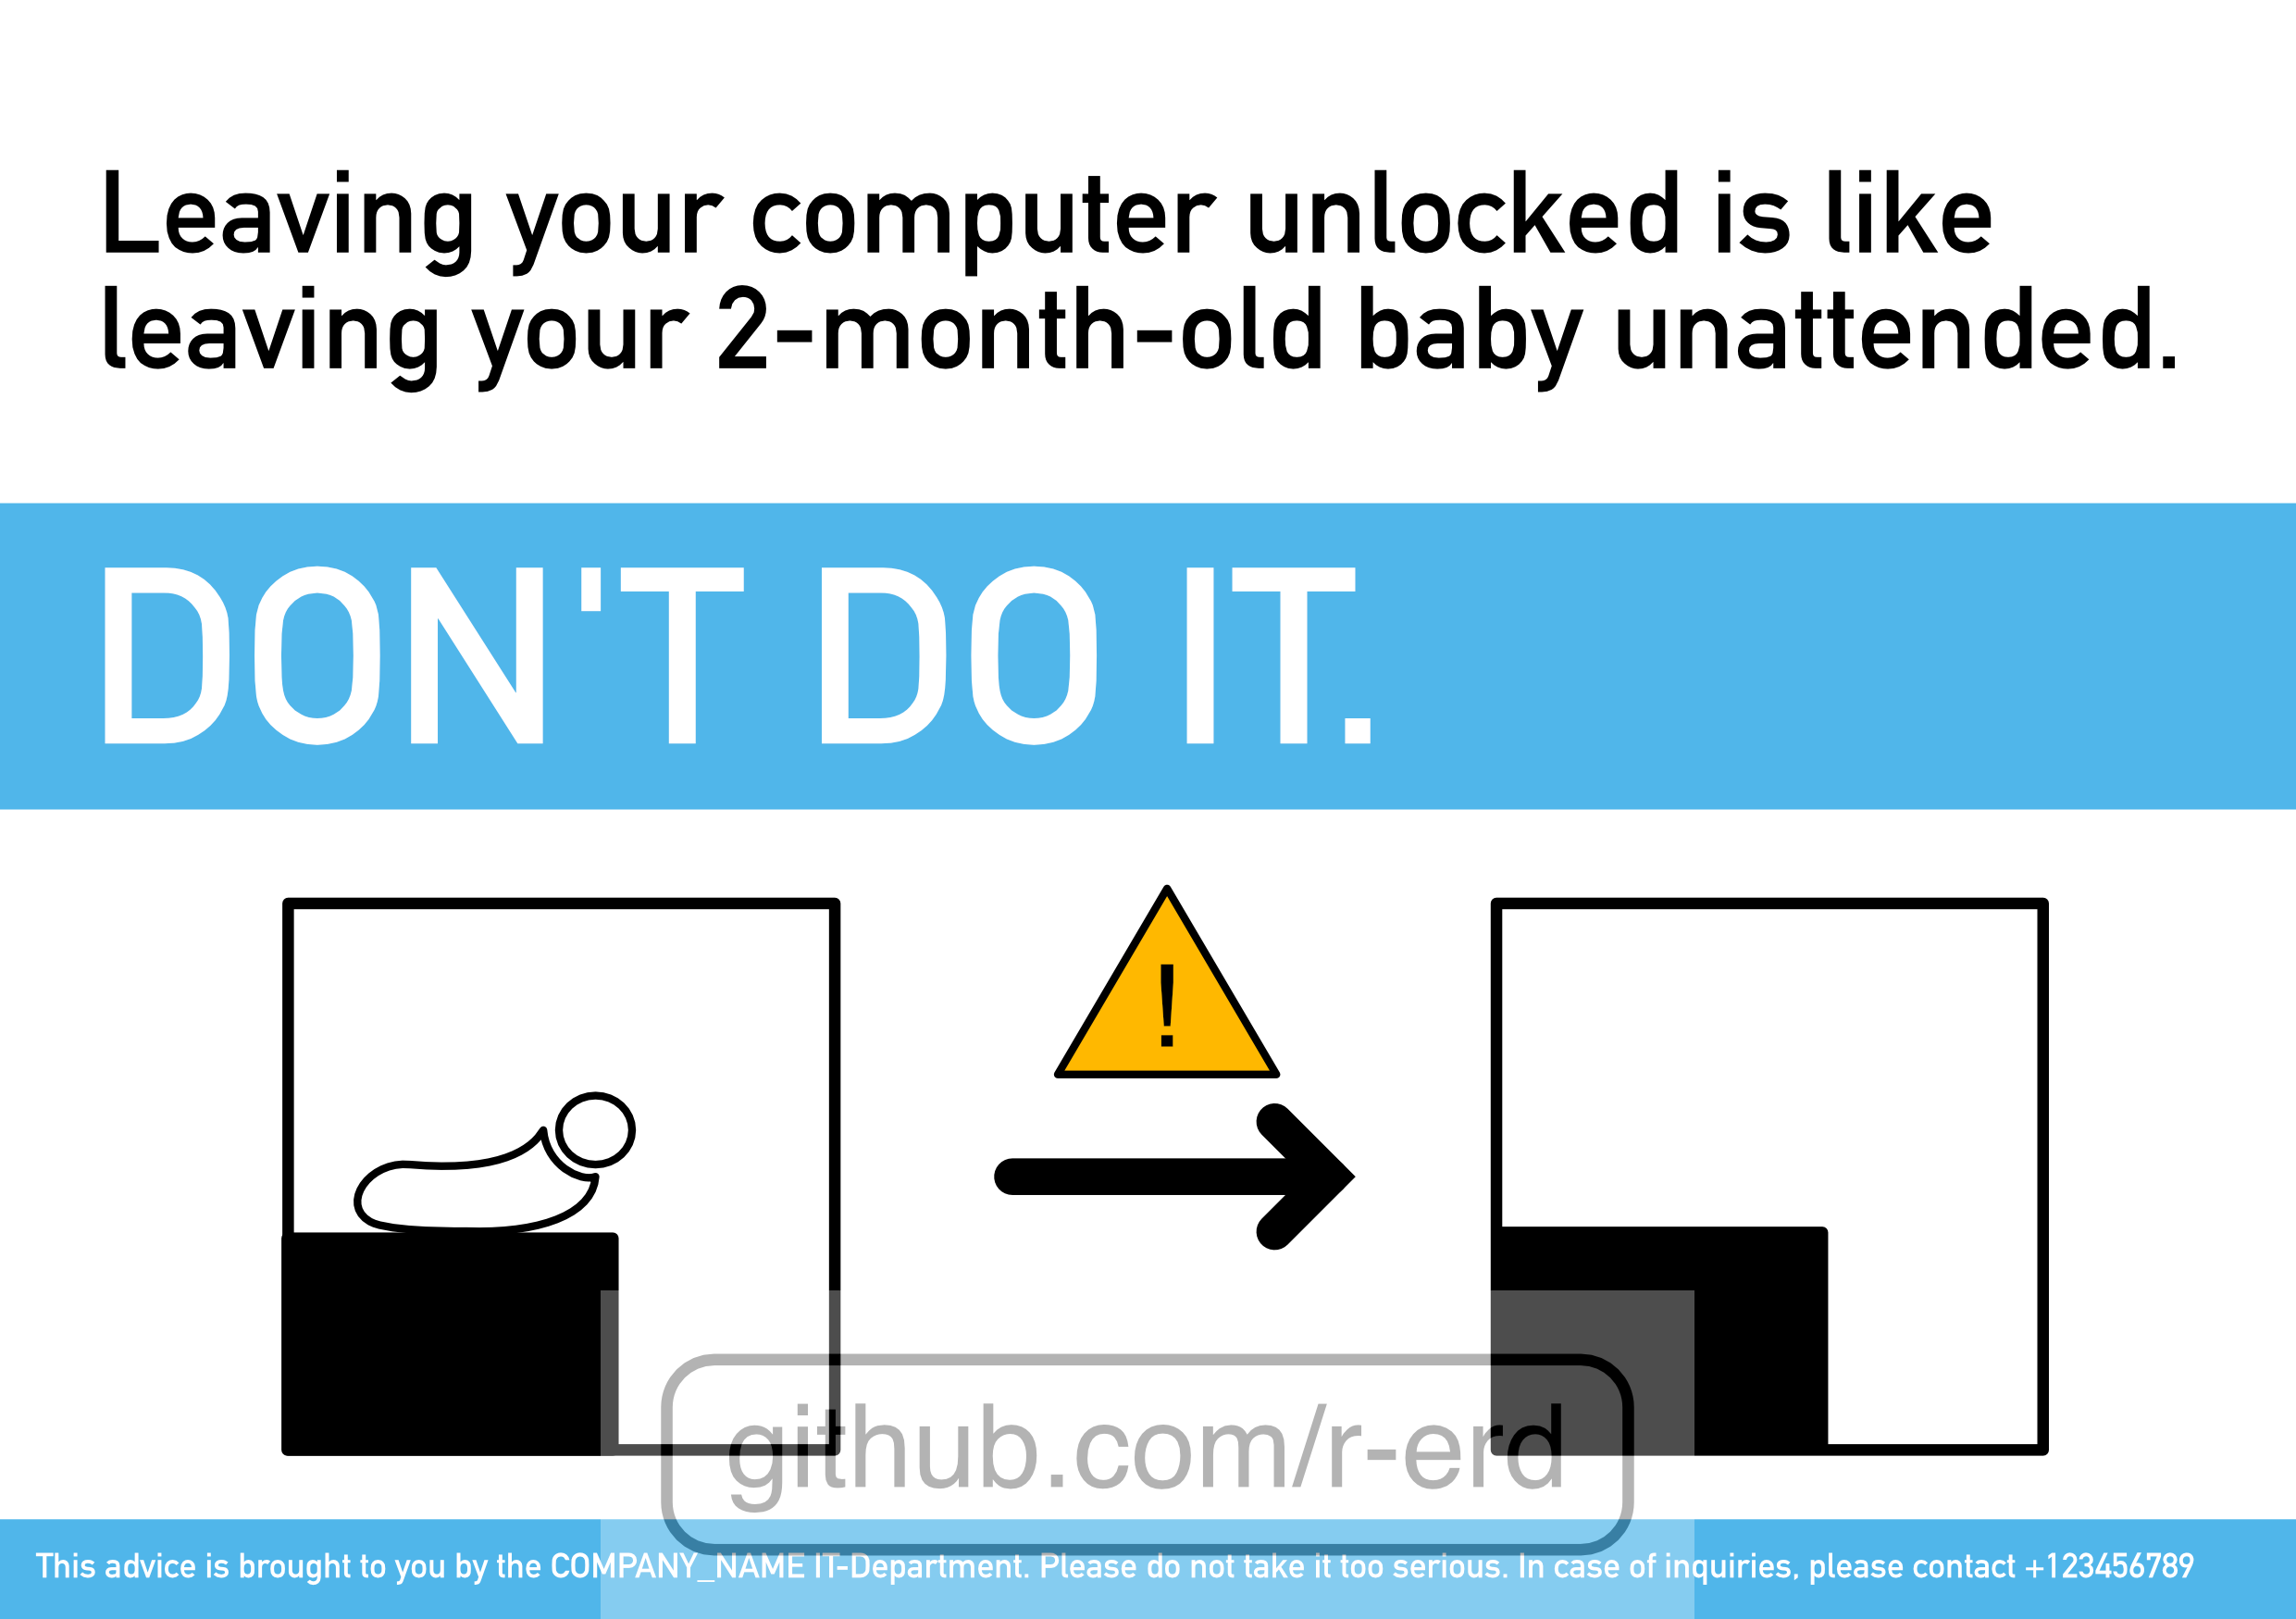 Leaving your computer unlocked is like
leaving your 2-month-old baby unattended.
DON'T DO IT.
!
github.com/r-erd
This advice is brought to you by the COMPANY_NAME IT-Department. Please do not take it too serious. In case of inquiries, please contact +123456789